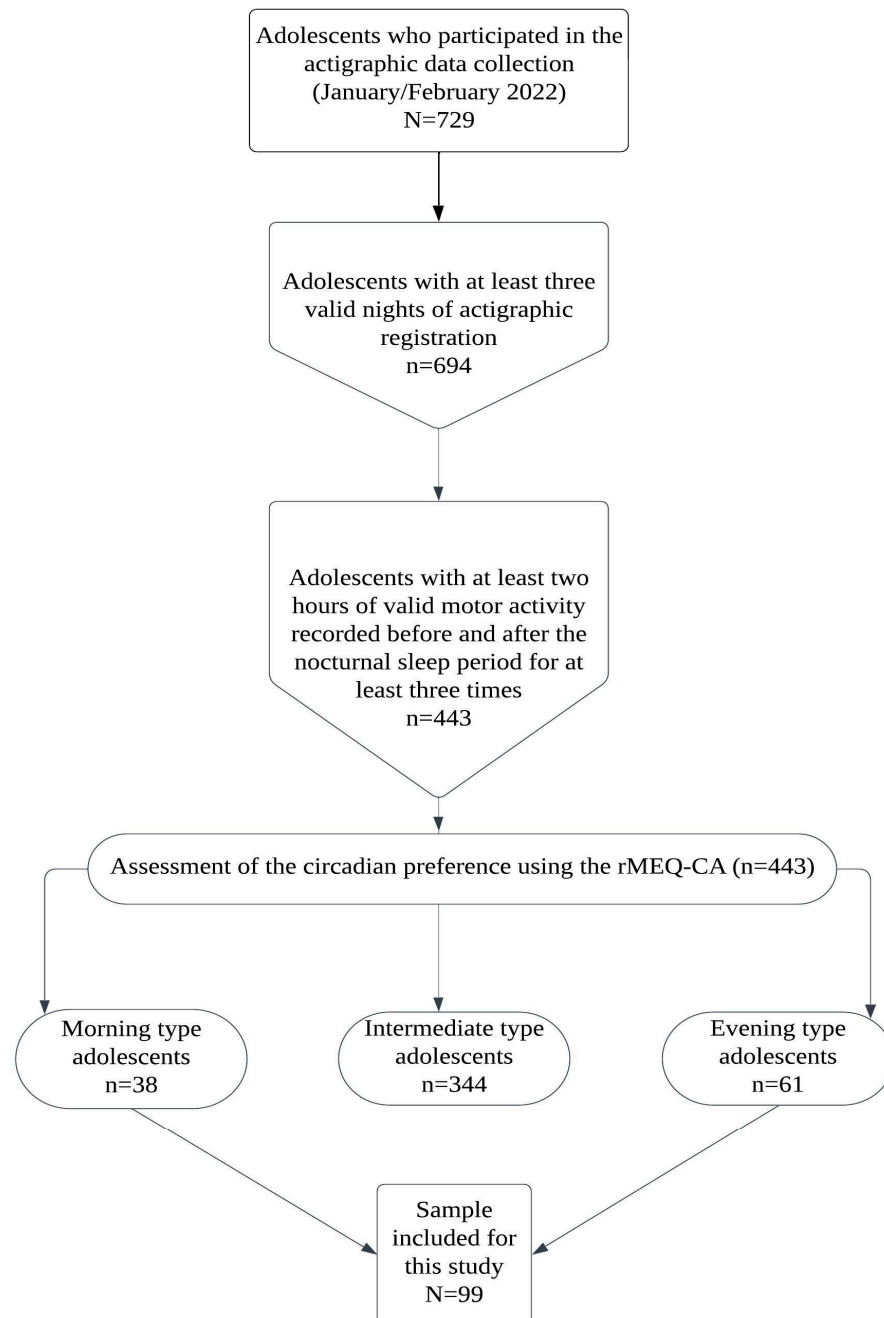 Adolescents who participated in the
actigraphic data collection
(January/February 2022)
N=729
Adolescents with at least three
valid nights of actigraphic
registration
n=694
Adolescents with at least two
hours of valid motor activity
recorded before and after the
nocturnal sleep period for at
least three times
n=443
Assessment of the circadian preference using the rMEQ-CA (n=443)
Morning type
adolescents
n=38
Intermediate type
adolescents
n=344
Evening type
adolescents
n=61
Sample
included for
this study
N=99